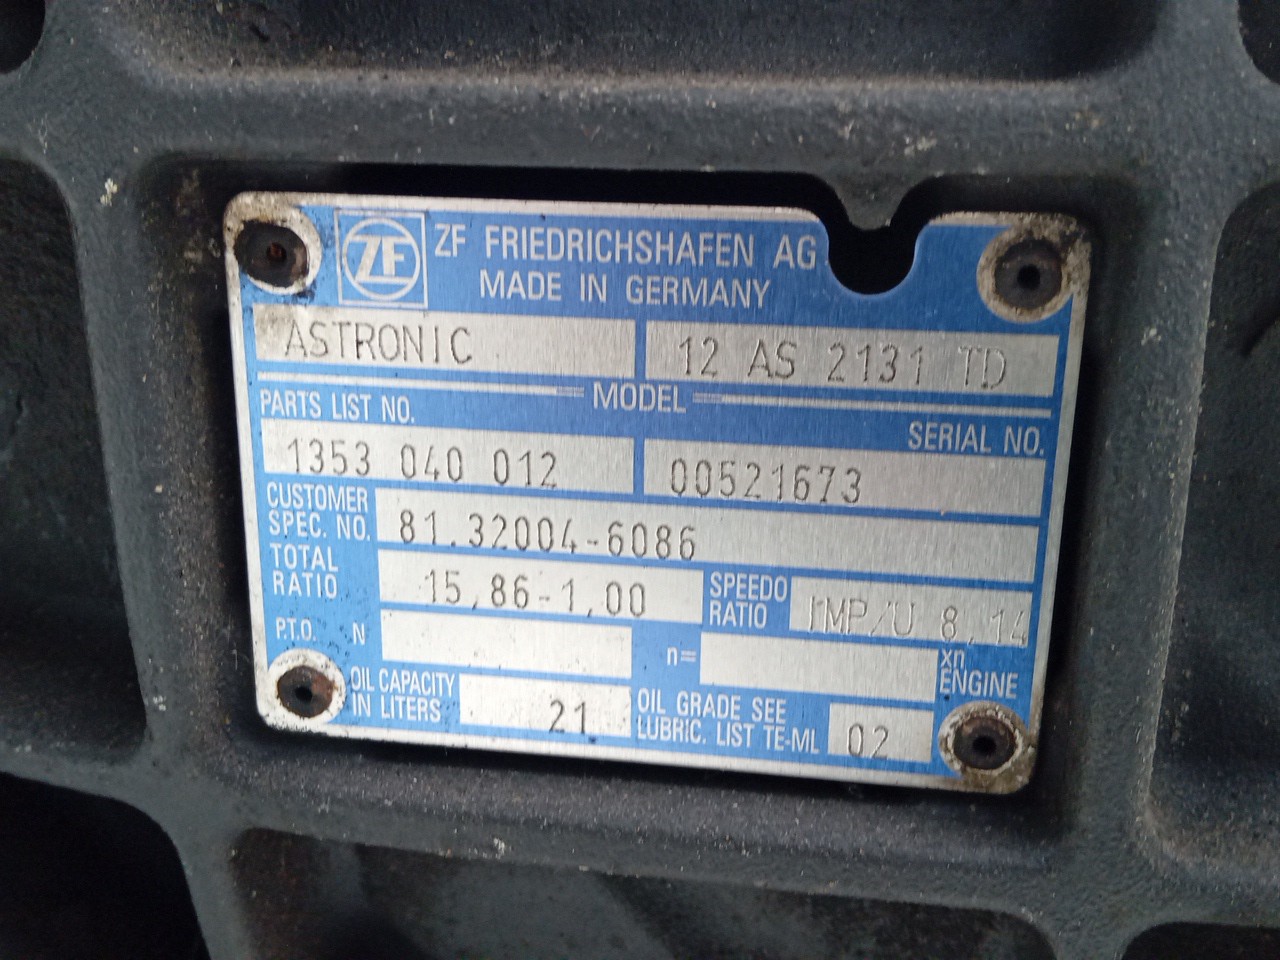 ZF ZF FRIEDRICHSHAFEN AG
MADE IN GERMANY
ASTRONIC 12 AS 2131 TD
MODEL
PARTS LIST NO. SERIAL NO.
1353 040 012 00521673
CUSTOMER
SPEC. NO. 81.32004-6086
TOTAL
RATIO 15,86-1,00 SPEEDO
RATIO IMP/U 8,14
P.T.O. N n= xn
ENGINE
OIL CAPACITY
IN LITERS 21 OIL GRADE SEE
LUBRIC. LIST TE-ML 02